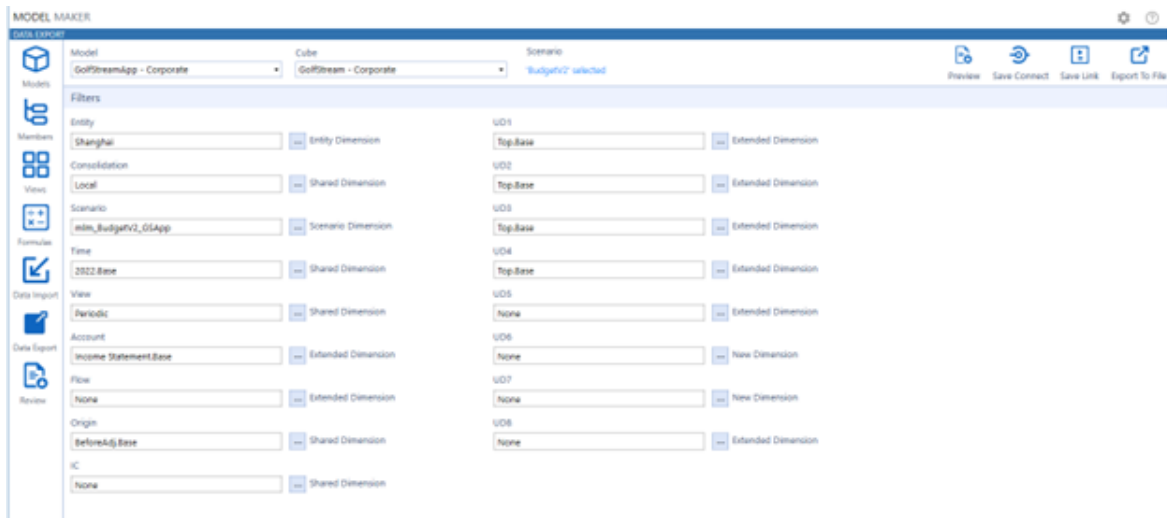 MODEL MAKER
DATA EXPORT
Model
GolfStreamApp - Corporate
Cube
GolfStream - Corporate
Scenario
'BudgetV2' selected
Preview
Save Connect
Save Link
Export To File
Models
Members
Views
Formulas
Data Import
Data Export
Review
Filters
Entity
Shanghai
... Entity Dimension
Consolidation
Local
... Shared Dimension
Scenario
mlm_BudgetV2_GSApp
... Scenario Dimension
Time
2022.Base
... Shared Dimension
View
Periodic
... Shared Dimension
Account
Income Statement.Base
... Extended Dimension
Flow
None
... Extended Dimension
Origin
BeforeAdj.Base
... Shared Dimension
IC
None
... Shared Dimension
UD1
Top.Base
... Extended Dimension
UD2
Top.Base
... Extended Dimension
UD3
Top.Base
... Extended Dimension
UD4
Top.Base
... Extended Dimension
UD5
None
... Extended Dimension
UD6
None
... New Dimension
UD7
None
... New Dimension
UD8
None
... Extended Dimension